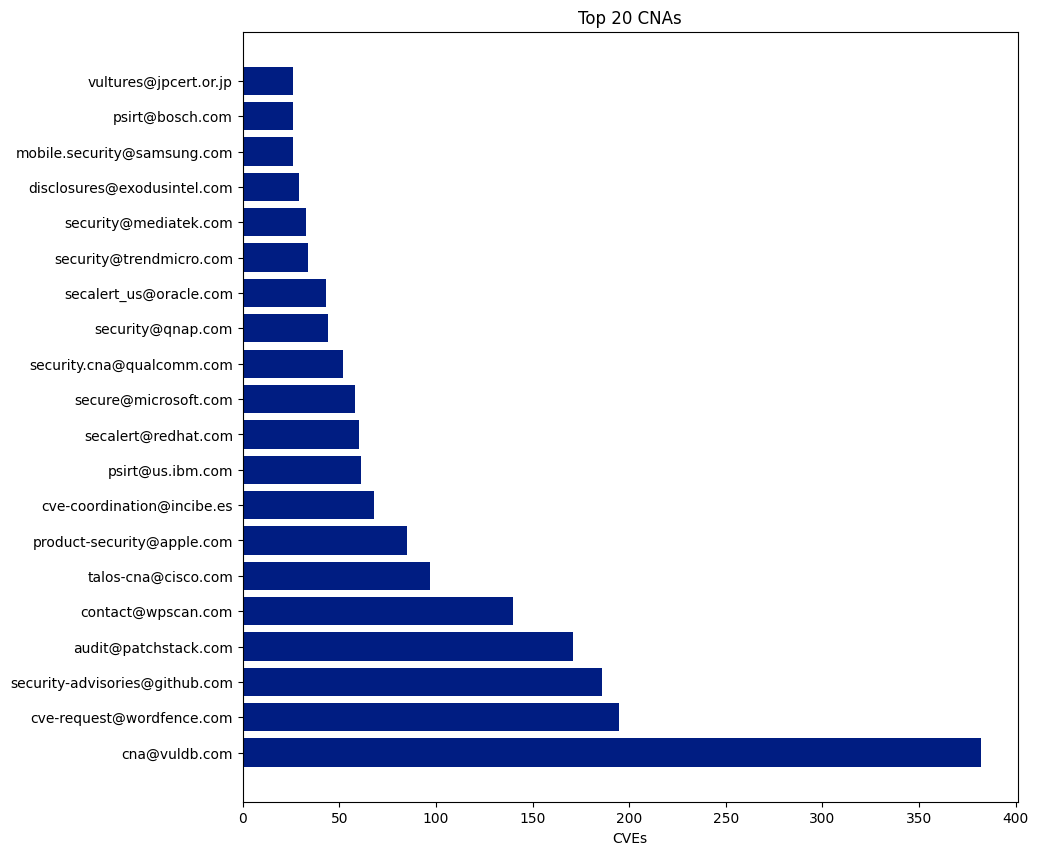 Top 20 CNAs
vultures@jpcert.or.jp
psirt@bosch.com
mobile.security@samsung.com
disclosures@exodusintel.com
security@mediatek.com
security@trendmicro.com
secalert_us@oracle.com
security@qnap.com
security.cna@qualcomm.com
secure@microsoft.com
secalert@redhat.com
psirt@us.ibm.com
cve-coordination@incibe.es
product-security@apple.com
talos-cna@cisco.com
contact@wpscan.com
audit@patchstack.com
security-advisories@github.com
cve-request@wordfence.com
cna@vuldb.com
0 50 100 150 200 250 300 350 400
CVEs